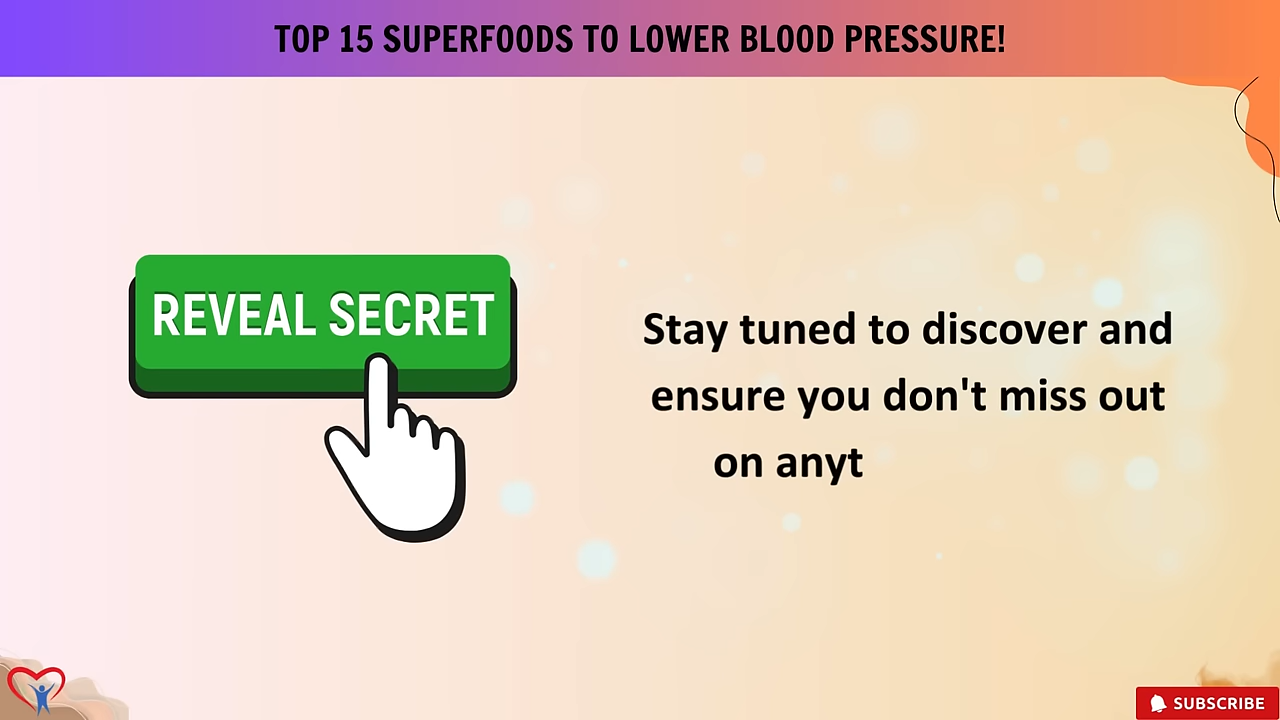 TOP 15 SUPERFOODS TO LOWER BLOOD PRESSURE!
REVEAL SECRET
Stay tuned to discover and
ensure you don't miss out
on anyt
SUBSCRIBE